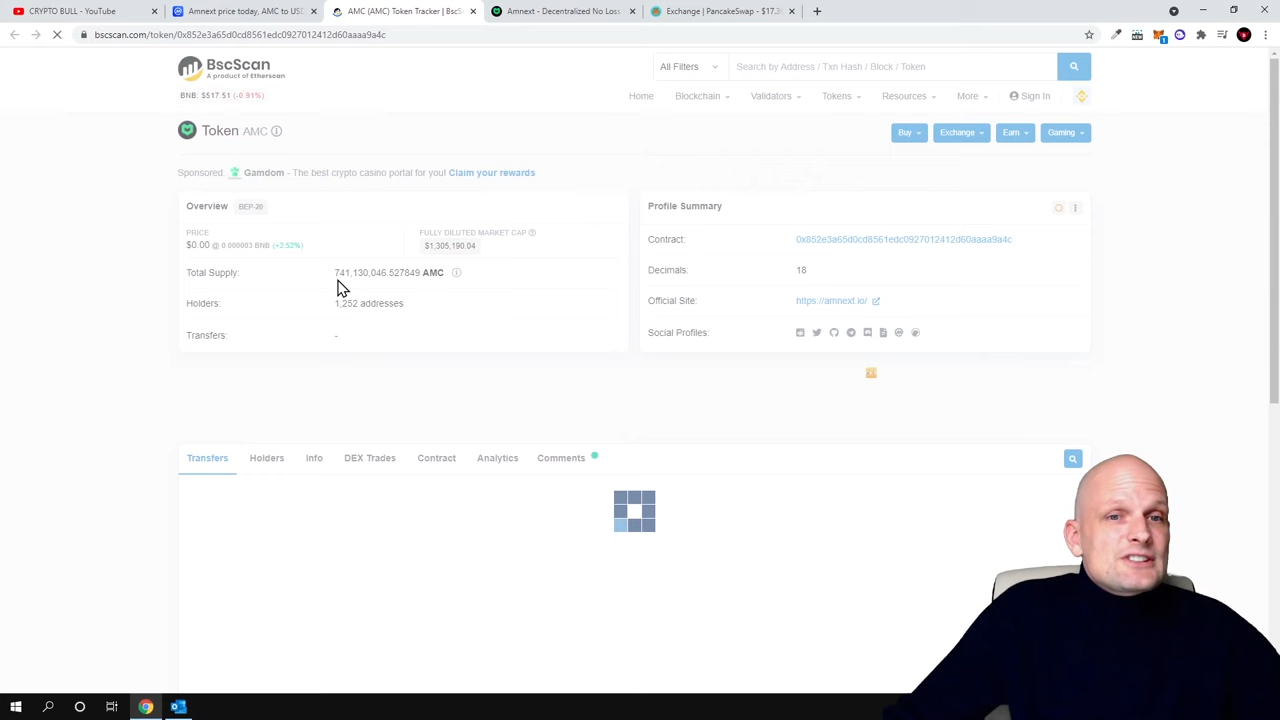 CRYPTO BULL - YouTube
Amnext price today, AMC to USD
AMC (AMC) Token Tracker | BscS
Amnext - Decentralized No Loss
Exchange | PancakeSwap - $17.3
bscscan.com/token/0x852e3a65d0cd8561edc0927012412d60aaaa9a4c
BscScan
A product of Etherscan
All Filters
Search by Address / Txn Hash / Block / Token
BNB: $517.51 (-0.91%)
Home
Blockchain
Validators
Tokens
Resources
More
Sign In
Token AMC
Buy
Exchange
Earn
Gaming
Sponsored: Gamdom - The best crypto casino portal for you! Claim your rewards
Overview BEP-20
PRICE
$0.00 @ 0.000003 BNB (+2.52%)
FULLY DILUTED MARKET CAP
$1,305,190.04
Total Supply: 741,130,046.527849 AMC
Holders: 1,252 addresses
Transfers: -
Profile Summary
Contract: 0x852e3a65d0cd8561edc0927012412d60aaaa9a4c
Decimals: 18
Official Site: https://amnext.io/
Social Profiles:
Transfers
Holders
Info
DEX Trades
Contract
Analytics
Comments